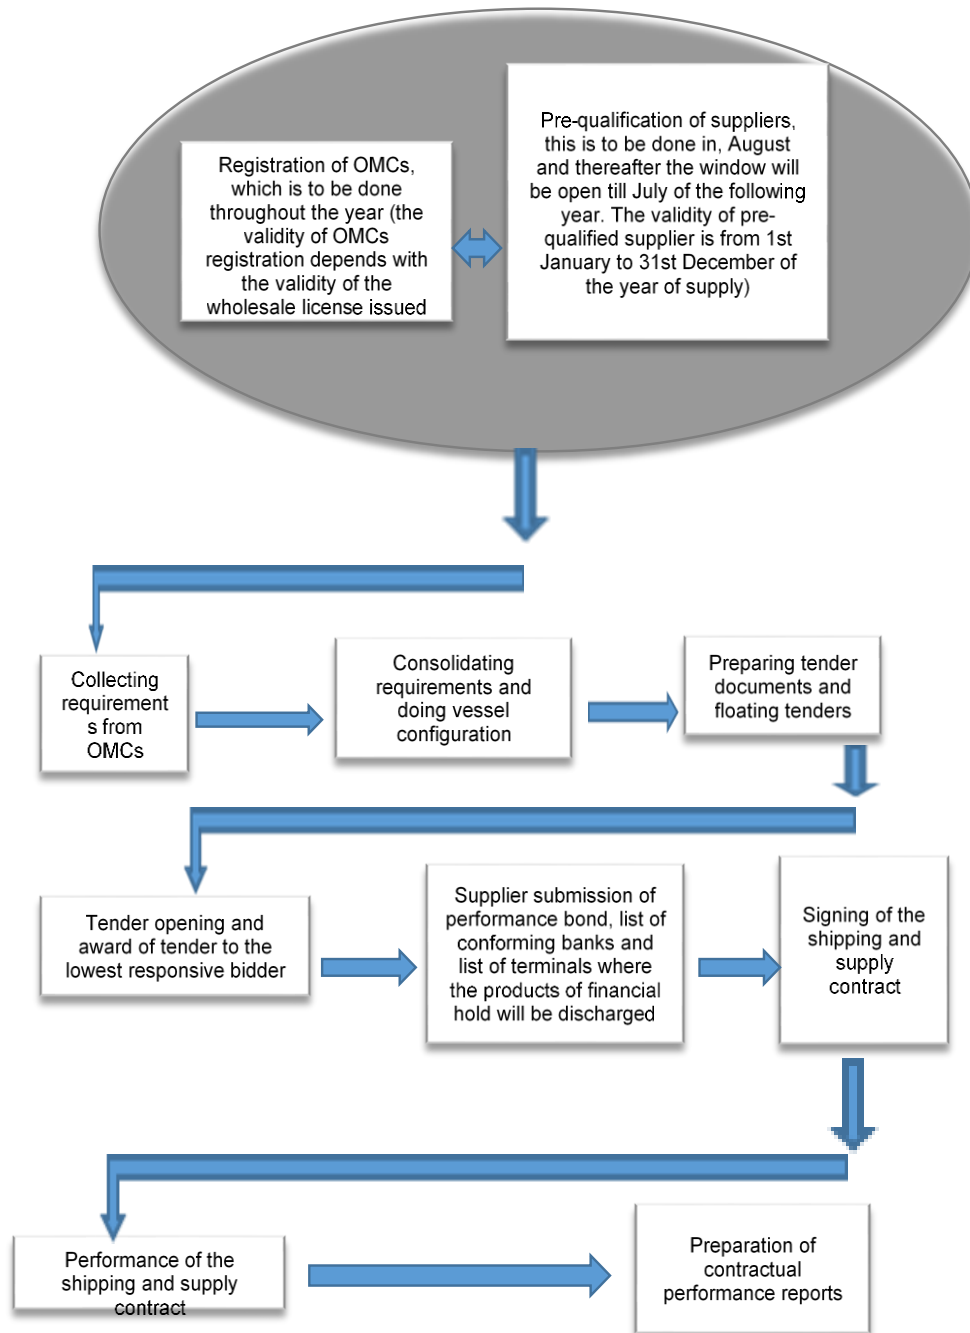 Registration of OMCs,
which is to be done
throughout the year (the
validity of OMCs
registration depends with
the validity of the
wholesale license issued
Pre-qualification of suppliers,
this is to be done in, August
and thereafter the window will
be open till July of the following
year. The validity of pre-
qualified supplier is from 1st
January to 31st December of
the year of supply)
Collecting
requirement
s from
OMCs
Consolidating
requirements and
doing vessel
configuration
Preparing tender
documents and
floating tenders
Tender opening and
award of tender to the
lowest responsive bidder
Supplier submission of
performance bond, list of
conforming banks and
list of terminals where
the products of financial
hold will be discharged
Signing of the
shipping and
supply
contract
Performance of the
shipping and supply
contract
Preparation of
contractual
performance reports